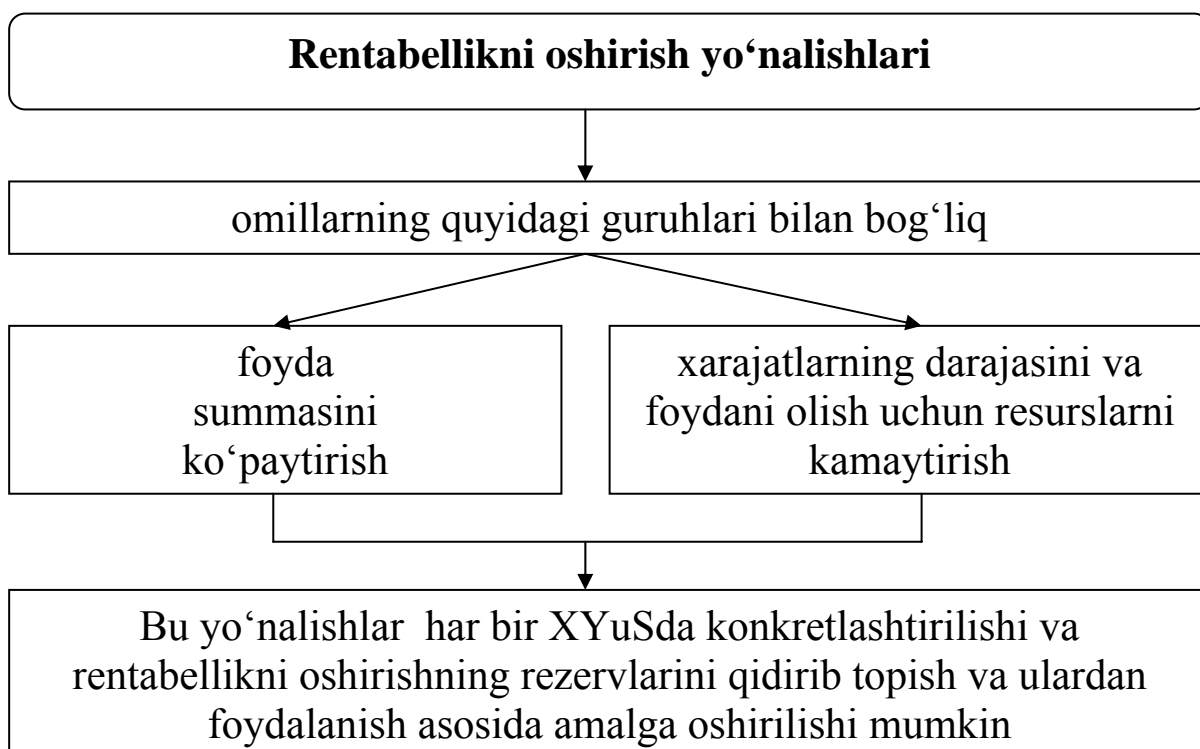 Rentabellikni oshirish yo‘nalishlari
omillarning quyidagi guruhlari bilan bog‘liq
foyda
summasini
ko‘paytirish
xarajatlarning darajasini va
foydani olish uchun resurslarni
kamaytirish
Bu yo‘nalishlar har bir XYuSda konkretlashtirilishi va
rentabellikni oshirishning rezervlarini qidirib topish va ulardan
foydalanish asosida amalga oshirilishi mumkin